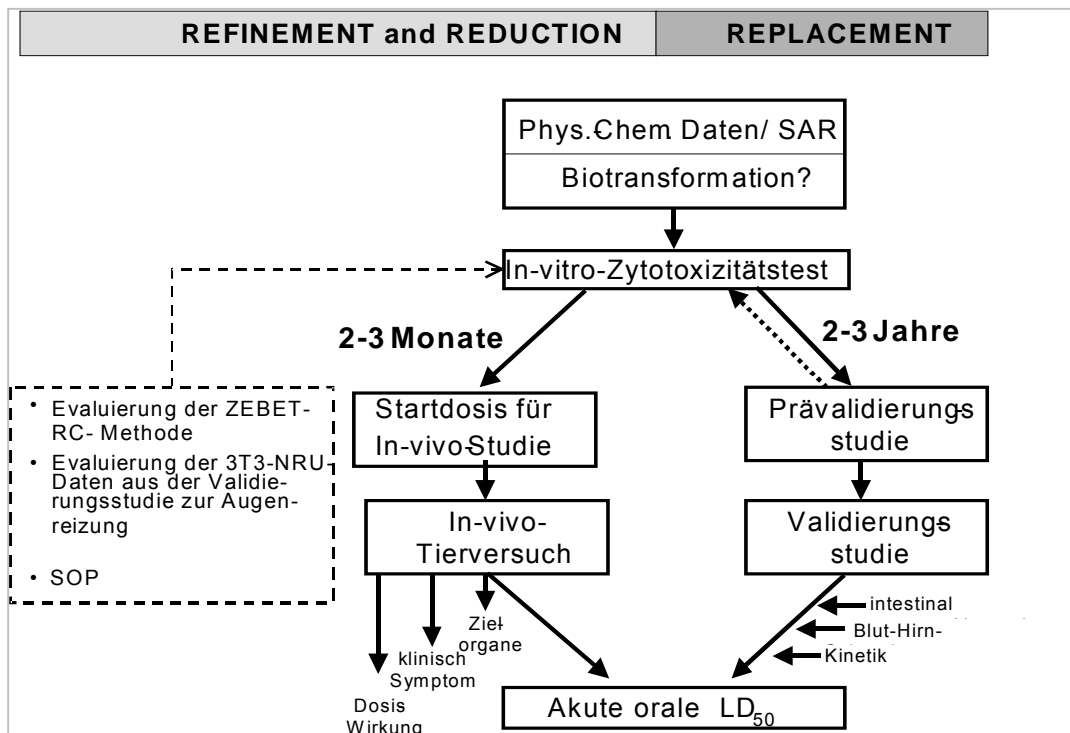 REFINEMENT and REDUCTION
REPLACEMENT
Phys.-Chem. Daten/ SAR
Biotransformation?
In-vitro-Zytotoxizitätstest
2-3 Monate
2-3 Jahre
• Evaluierung der ZEBET-
RC- Methode
• Evaluierung der 3T3-NRU-
Daten aus der Validie-
rungsstudie zur Augen-
reizung
• SOP
Startdosis für
In-vivo-Studie
Prävalidierungs-
studie
In-vivo-
Tierversuch
Validierungs-
studie
Ziel-
organe
klinisch
Symptom
Dosis
Wirkung
intestinal
Blut-Hirn-
Kinetik
Akute orale LD50